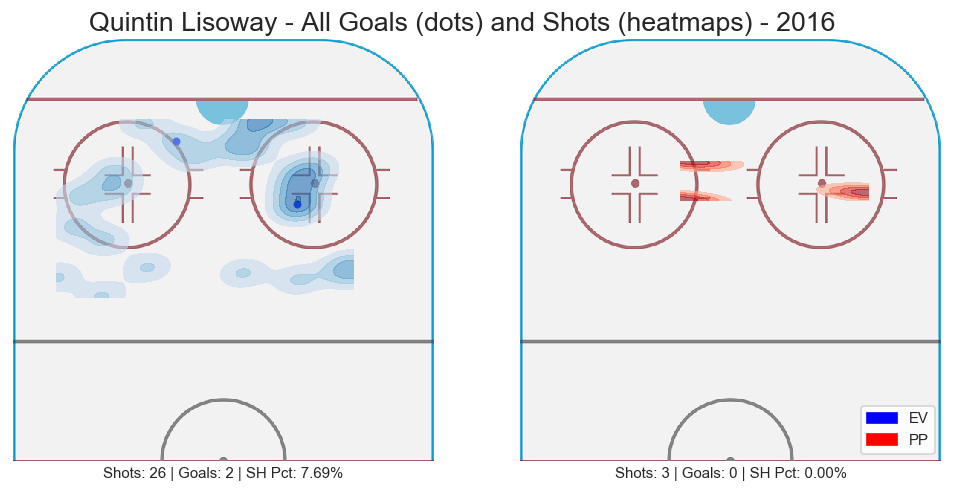 Quintin Lisoway - All Goals (dots) and Shots (heatmaps) - 2016
EV
PP
Shots: 26 | Goals: 2 | SH Pct: 7.69%
Shots: 3 | Goals: 0 | SH Pct: 0.00%